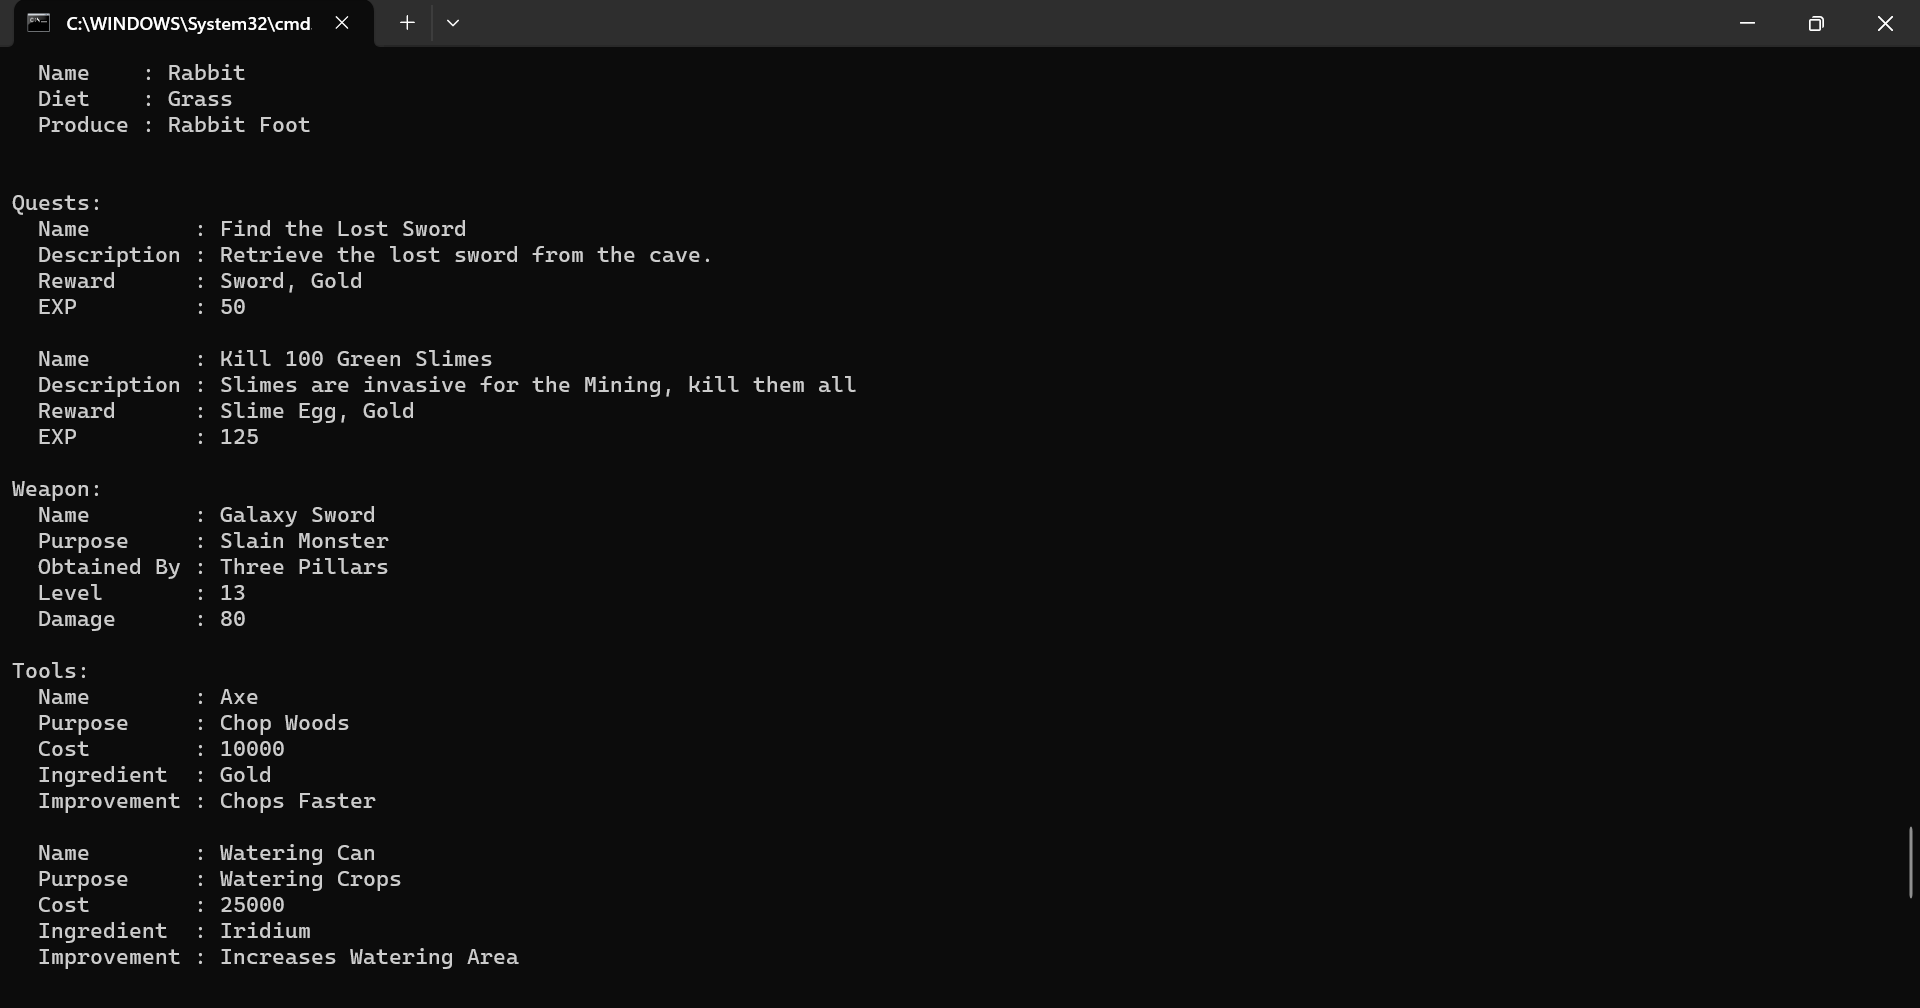 C:\WINDOWS\System32\cmd.
Name    : Rabbit
Diet    : Grass
Produce : Rabbit Foot
Quests:
Name        : Find the Lost Sword
Description : Retrieve the lost sword from the cave.
Reward      : Sword, Gold
EXP         : 50
Name        : Kill 100 Green Slimes
Description : Slimes are invasive for the Mining, kill them all
Reward      : Slime Egg, Gold
EXP         : 125
Weapon:
Name        : Galaxy Sword
Purpose     : Slain Monster
Obtained By : Three Pillars
Level       : 13
Damage      : 80
Tools:
Name        : Axe
Purpose     : Chop Woods
Cost        : 10000
Ingredient  : Gold
Improvement : Chops Faster
Name        : Watering Can
Purpose     : Watering Crops
Cost        : 25000
Ingredient  : Iridium
Improvement : Increases Watering Area